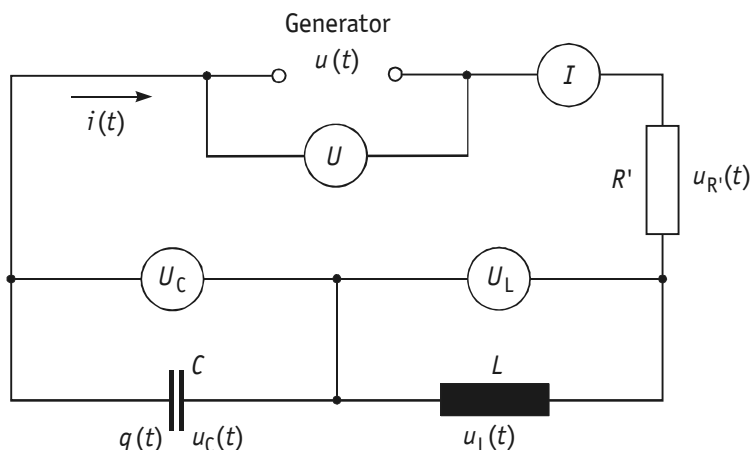 Generator
u(t)
I
i(t)
U
R'
u_R'(t)
U_C
U_L
C
L
q(t)
u_C(t)
u_L(t)